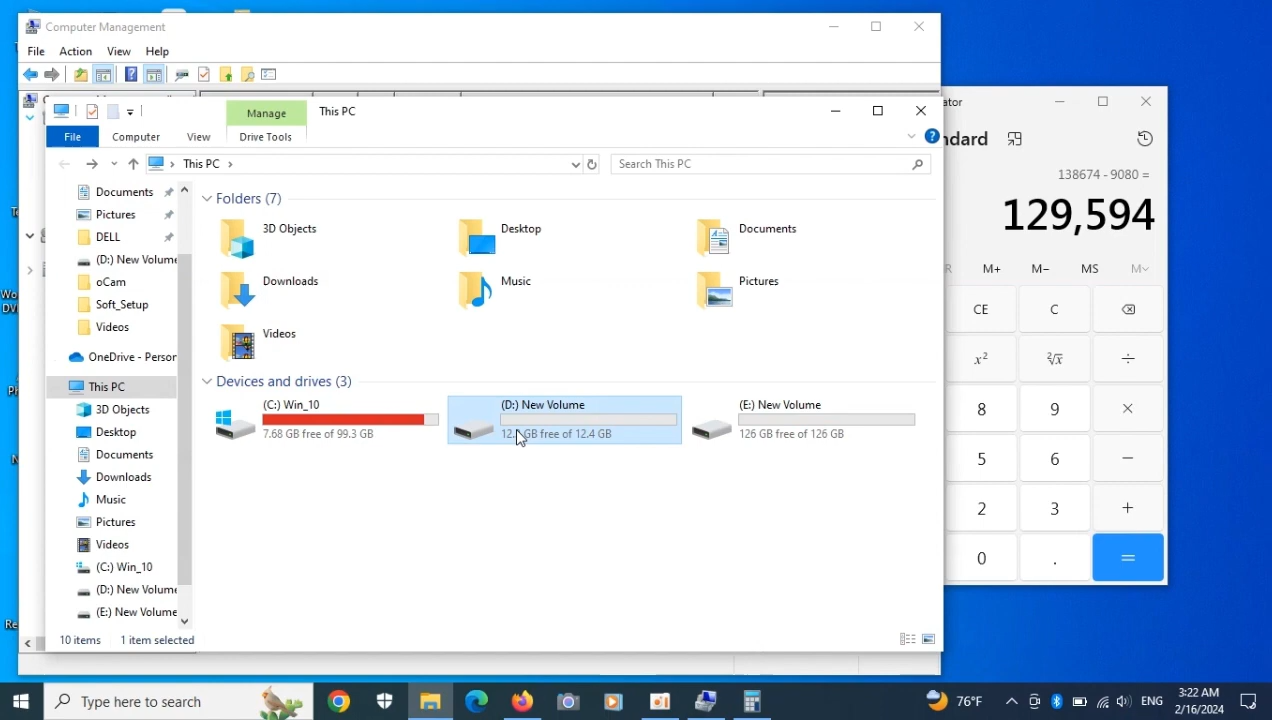 Computer Management
File Action View Help
Manage This PC
File Computer View Drive Tools
This PC
Search This PC
Documents
Pictures
DELL
(D:) New Volume
oCam
Soft_Setup
Videos
OneDrive - Person
This PC
3D Objects
Desktop
Documents
Downloads
Music
Pictures
Videos
(C:) Win_10
(D:) New Volume
(E:) New Volume
Folders (7)
3D Objects
Desktop
Documents
Downloads
Music
Pictures
Videos
Devices and drives (3)
(C:) Win_10
7.68 GB free of 99.3 GB
(D:) New Volume
GB free of 12.4 GB
(E:) New Volume
126 GB free of 126 GB
10 items 1 item selected
ator
ndard
138674 - 9080 =
129,594
R M+ M− MS M
CE C
x² ²√x ÷
8 9 ×
5 6 −
2 3 +
0 . =
Type here to search
76°F
ENG
3:22 AM
2/16/2024